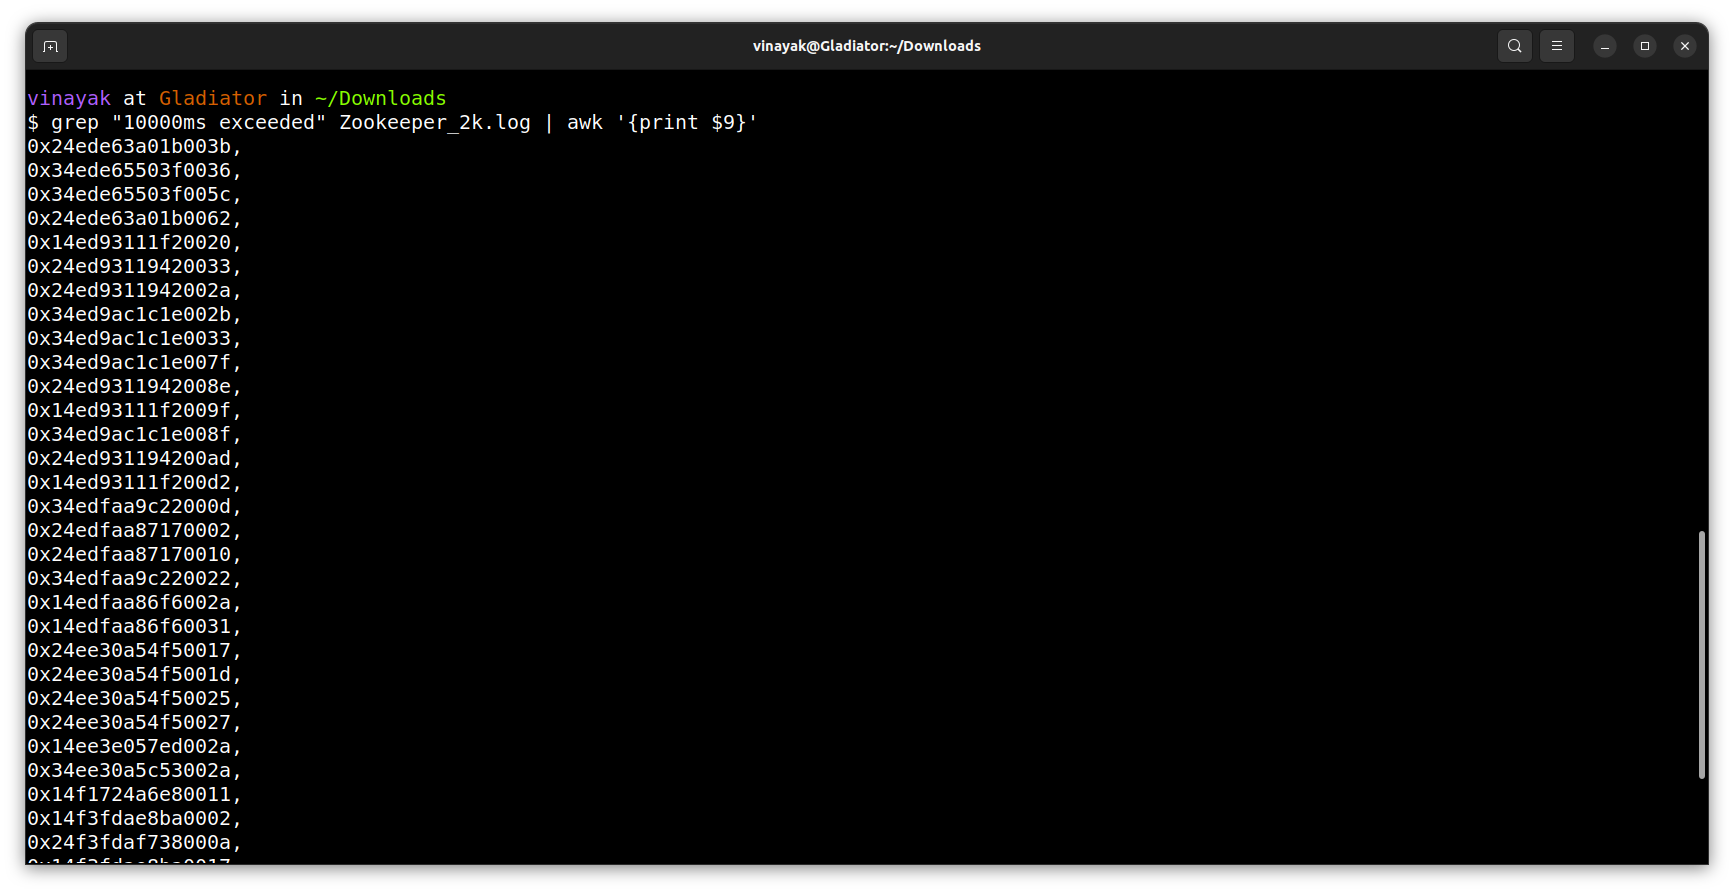 vinayak@Gladiator:~/Downloads
vinayak at Gladiator in ~/Downloads
$ grep "10000ms exceeded" Zookeeper_2k.log | awk '{print $9}'
0x24ede63a01b003b,
0x34ede65503f0036,
0x34ede65503f005c,
0x24ede63a01b0062,
0x14ed93111f20020,
0x24ed93119420033,
0x24ed9311942002a,
0x34ed9ac1c1e002b,
0x34ed9ac1c1e0033,
0x34ed9ac1c1e007f,
0x24ed9311942008e,
0x14ed93111f2009f,
0x34ed9ac1c1e008f,
0x24ed931194200ad,
0x14ed93111f200d2,
0x34edfaa9c22000d,
0x24edfaa87170002,
0x24edfaa87170010,
0x34edfaa9c220022,
0x14edfaa86f6002a,
0x14edfaa86f60031,
0x24ee30a54f50017,
0x24ee30a54f5001d,
0x24ee30a54f50025,
0x24ee30a54f50027,
0x14ee3e057ed002a,
0x34ee30a5c53002a,
0x14f1724a6e80011,
0x14f3fdae8ba0002,
0x24f3fdaf738000a,